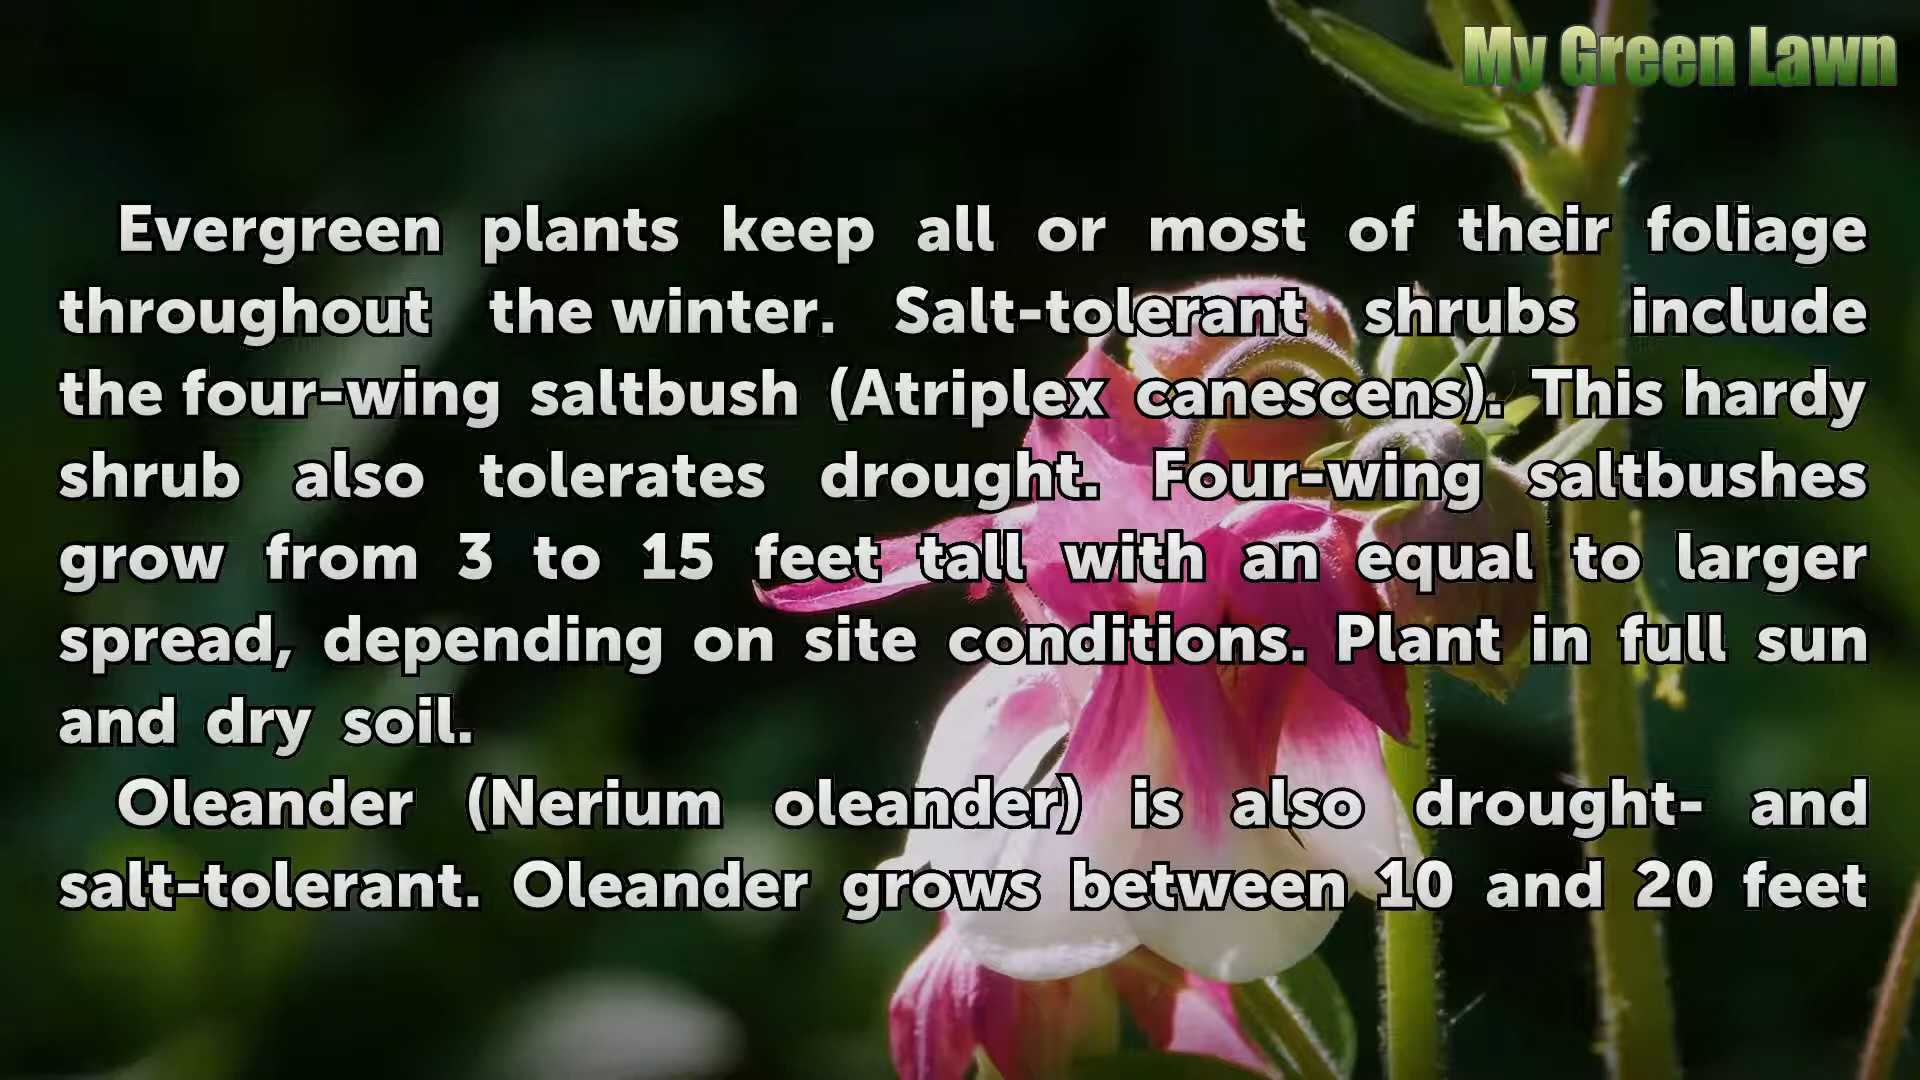 My Green Lawn
Evergreen plants keep all or most of their foliage
throughout the winter. Salt-tolerant shrubs include
the four-wing saltbush (Atriplex canescens). This hardy
shrub also tolerates drought. Four-wing saltbushes
grow from 3 to 15 feet tall with an equal to larger
spread, depending on site conditions. Plant in full sun
and dry soil.
Oleander (Nerium oleander) is also drought- and
salt-tolerant. Oleander grows between 10 and 20 feet